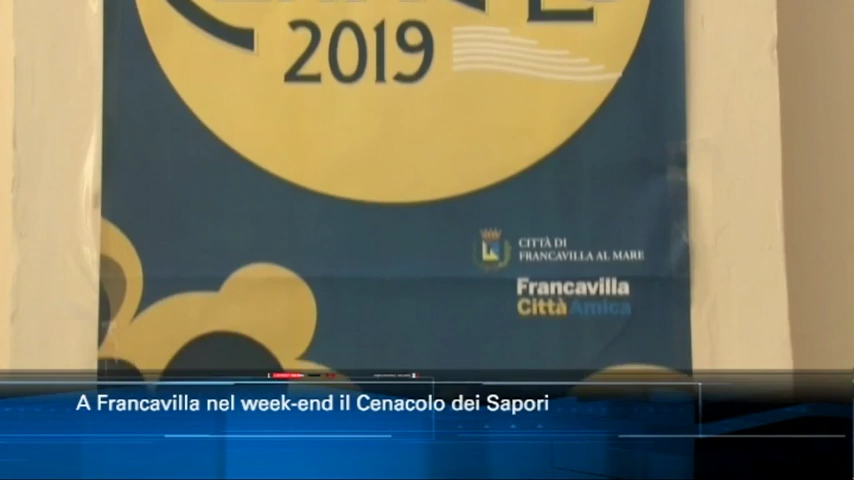 2019
CITTÀ DI
FRANCAVILLA AL MARE
Francavilla
Città Amica
A Francavilla nel week-end il Cenacolo dei Sapori